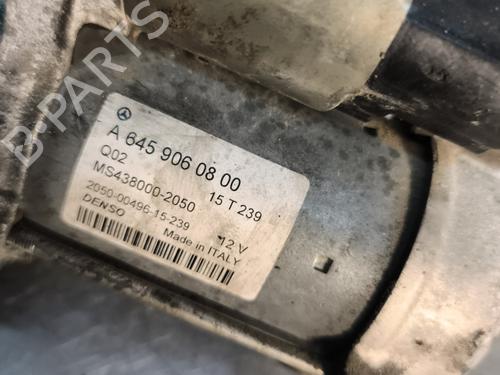 A 645 906 08 00
Q02
MS438000-2050 15 T 239
2050-00496-15-239
DENSO 12 V
Made in ITALY
B-PARTS